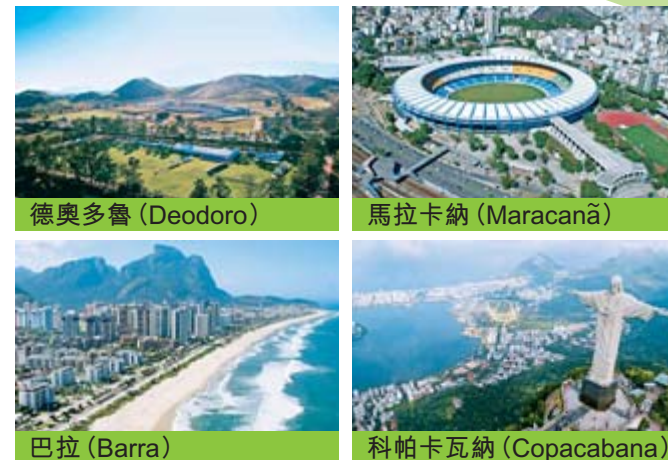 德奧多魯（Deodoro）
馬拉卡納（Maracanã）
巴拉（Barra）
科帕卡瓦納（Copacabana）